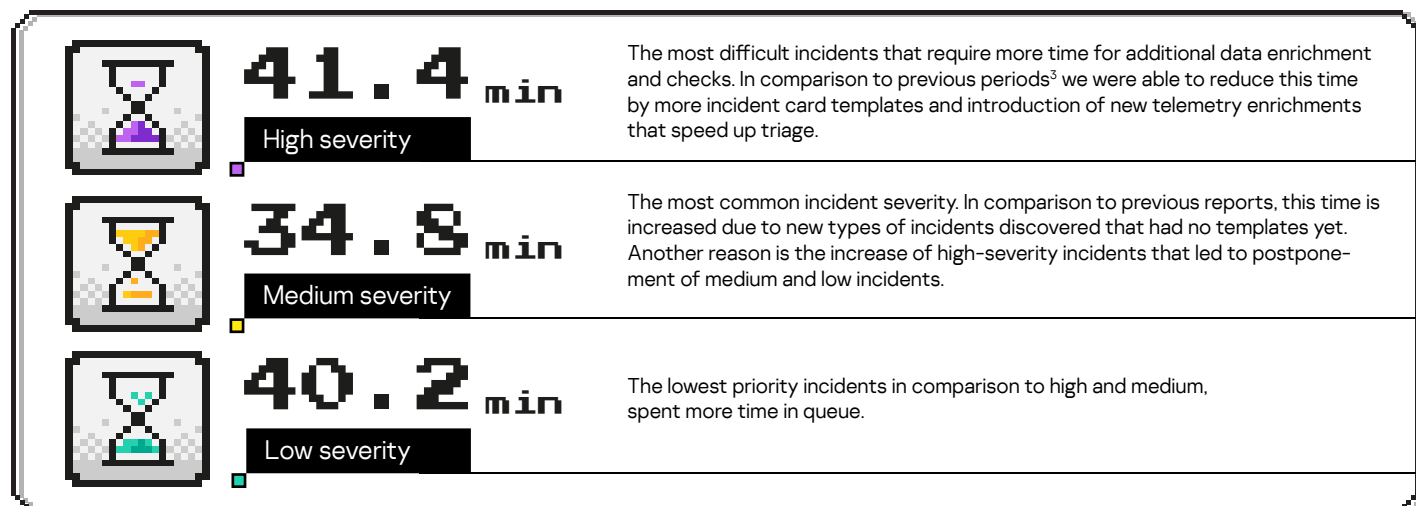 41.4 min
High severity
The most difficult incidents that require more time for additional data enrichment
and checks. In comparison to previous periods³ we were able to reduce this time
by more incident card templates and introduction of new telemetry enrichments
that speed up triage.
34.8 min
Medium severity
The most common incident severity. In comparison to previous reports, this time is
increased due to new types of incidents discovered that had no templates yet.
Another reason is the increase of high-severity incidents that led to postpone-
ment of medium and low incidents.
40.2 min
Low severity
The lowest priority incidents in comparison to high and medium,
spent more time in queue.